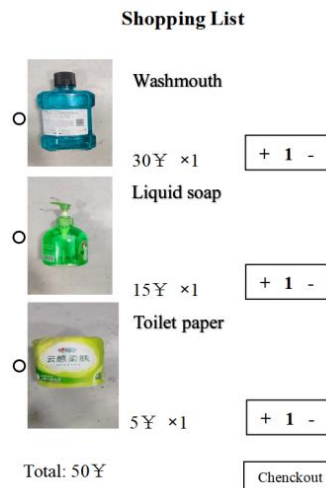 Shopping List
Washmouth
30¥ ×1
+ 1 -
Liquid soap
15¥ ×1
+ 1 -
云感柔肤
Toilet paper
5¥ ×1
+ 1 -
Total: 50¥
Chenckout